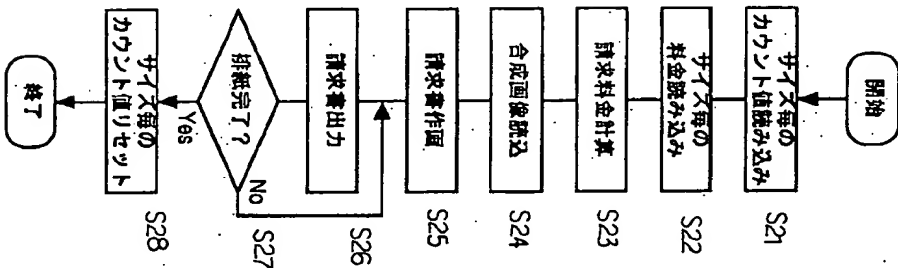 開始
サイズ毎の
カウント値読み込み
S21
サイズ毎の
料金読み込み
S22
請求料金計算
S23
合成画像読込
S24
請求書作画
S25
請求書出力
S26
排紙完了?
S27
No
Yes
サイズ毎の
カウント値リセット
S28
終了